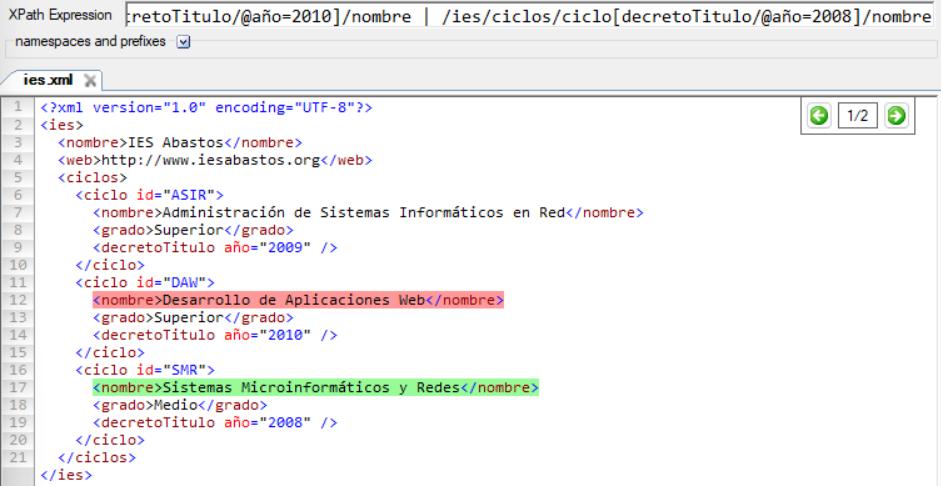 XPath Expression :retoTitulo/@año=2010]/nombre | /ies/ciclos/ciclo[decretoTitulo/@año=2008]/nombre
namespaces and prefixes
ies.xml
1/2
1 <?xml version="1.0" encoding="UTF-8"?>
2 <ies>
3 <nombre>IES Abastos</nombre>
4 <web>http://www.iesabastos.org</web>
5 <ciclos>
6 <ciclo id="ASIR">
7 <nombre>Administración de Sistemas Informáticos en Red</nombre>
8 <grado>Superior</grado>
9 <decretoTitulo año="2009" />
10 </ciclo>
11 <ciclo id="DAW">
12 <nombre>Desarrollo de Aplicaciones Web</nombre>
13 <grado>Superior</grado>
14 <decretoTitulo año="2010" />
15 </ciclo>
16 <ciclo id="SMR">
17 <nombre>Sistemas Microinformáticos y Redes</nombre>
18 <grado>Medio</grado>
19 <decretoTitulo año="2008" />
20 </ciclo>
21 </ciclos>
</ies>